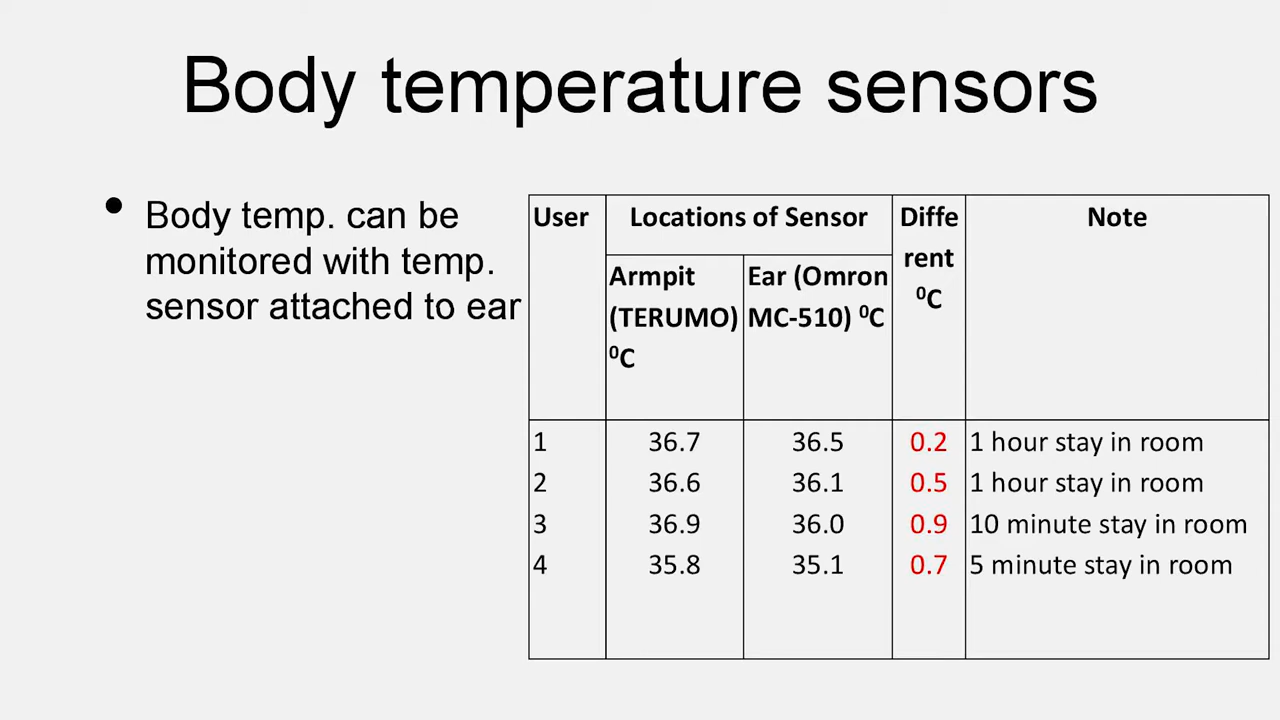 Body temperature sensors
• Body temp. can be
monitored with temp.
sensor attached to ear
User Locations of Sensor Diffe rent ⁰C Note
Armpit (TERUMO) ⁰C Ear (Omron MC-510) ⁰C
1 36.7 36.5 0.2 1 hour stay in room
2 36.6 36.1 0.5 1 hour stay in room
3 36.9 36.0 0.9 10 minute stay in room
4 35.8 35.1 0.7 5 minute stay in room